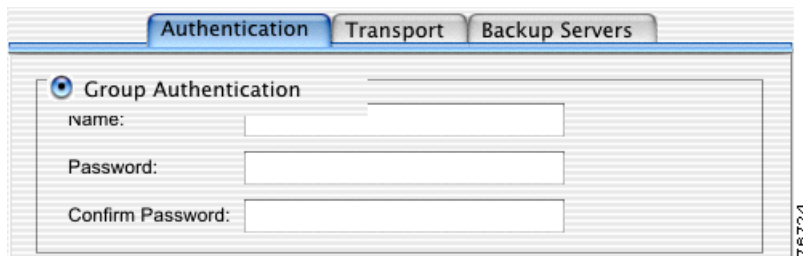 Authentication Transport Backup Servers
Group Authentication
Name:
Password:
Confirm Password:
78724